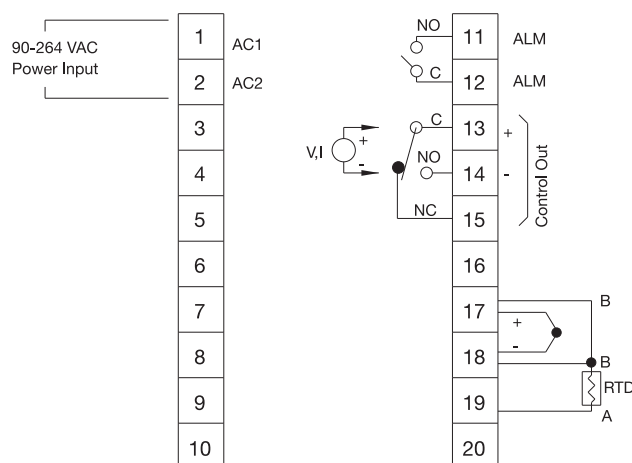 90-264 VAC
Power Input
1
AC1
2
AC2
3
4
5
6
7
8
9
10
NO
11
ALM
C
12
ALM
V,I
+
-
C
13
+
NO
14
-
NC
15
Control Out
16
17
+
B
-
18
B
RTD
19
A
20